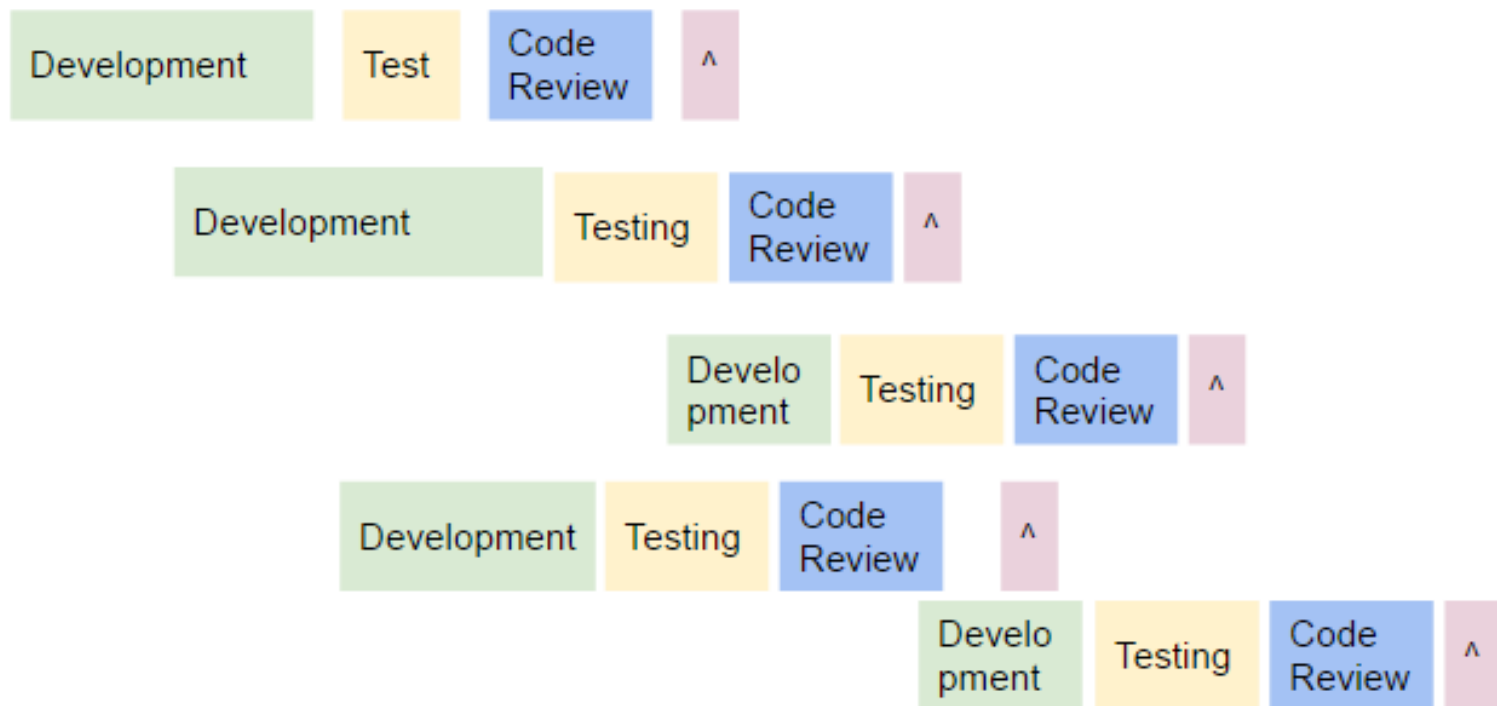 Development
Test
Code
Review
^
Development
Testing
Code
Review
^
Develo
pment
Testing
Code
Review
^
Development
Testing
Code
Review
^
Develo
pment
Testing
Code
Review
^